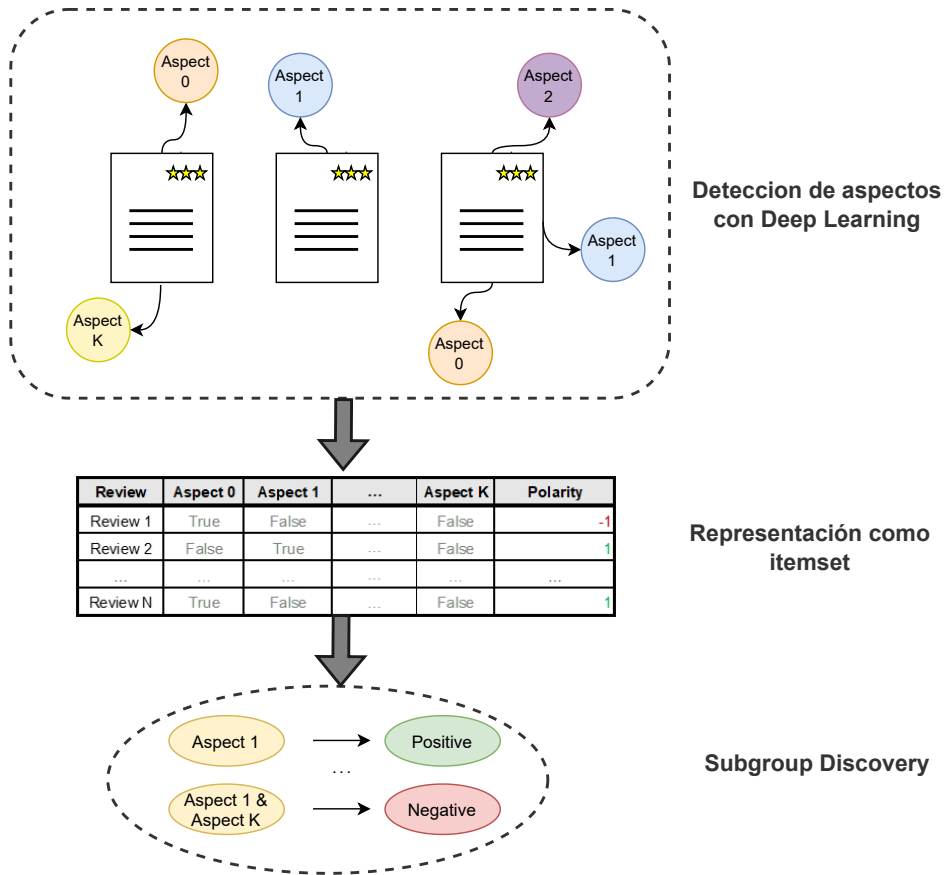 Aspect
0
Aspect
1
Aspect
2
Aspect
1
Aspect
K
Aspect
0
Deteccion de aspectos
con Deep Learning
Review Aspect 0 Aspect 1 ... Aspect K Polarity
Review 1 True False ... False -1
Review 2 False True ... False 1
... ... ... ... ... ...
Review N True False ... False 1
Representación como
itemset
Aspect 1 Positive
...
Aspect 1 &
Aspect K Negative
Subgroup Discovery